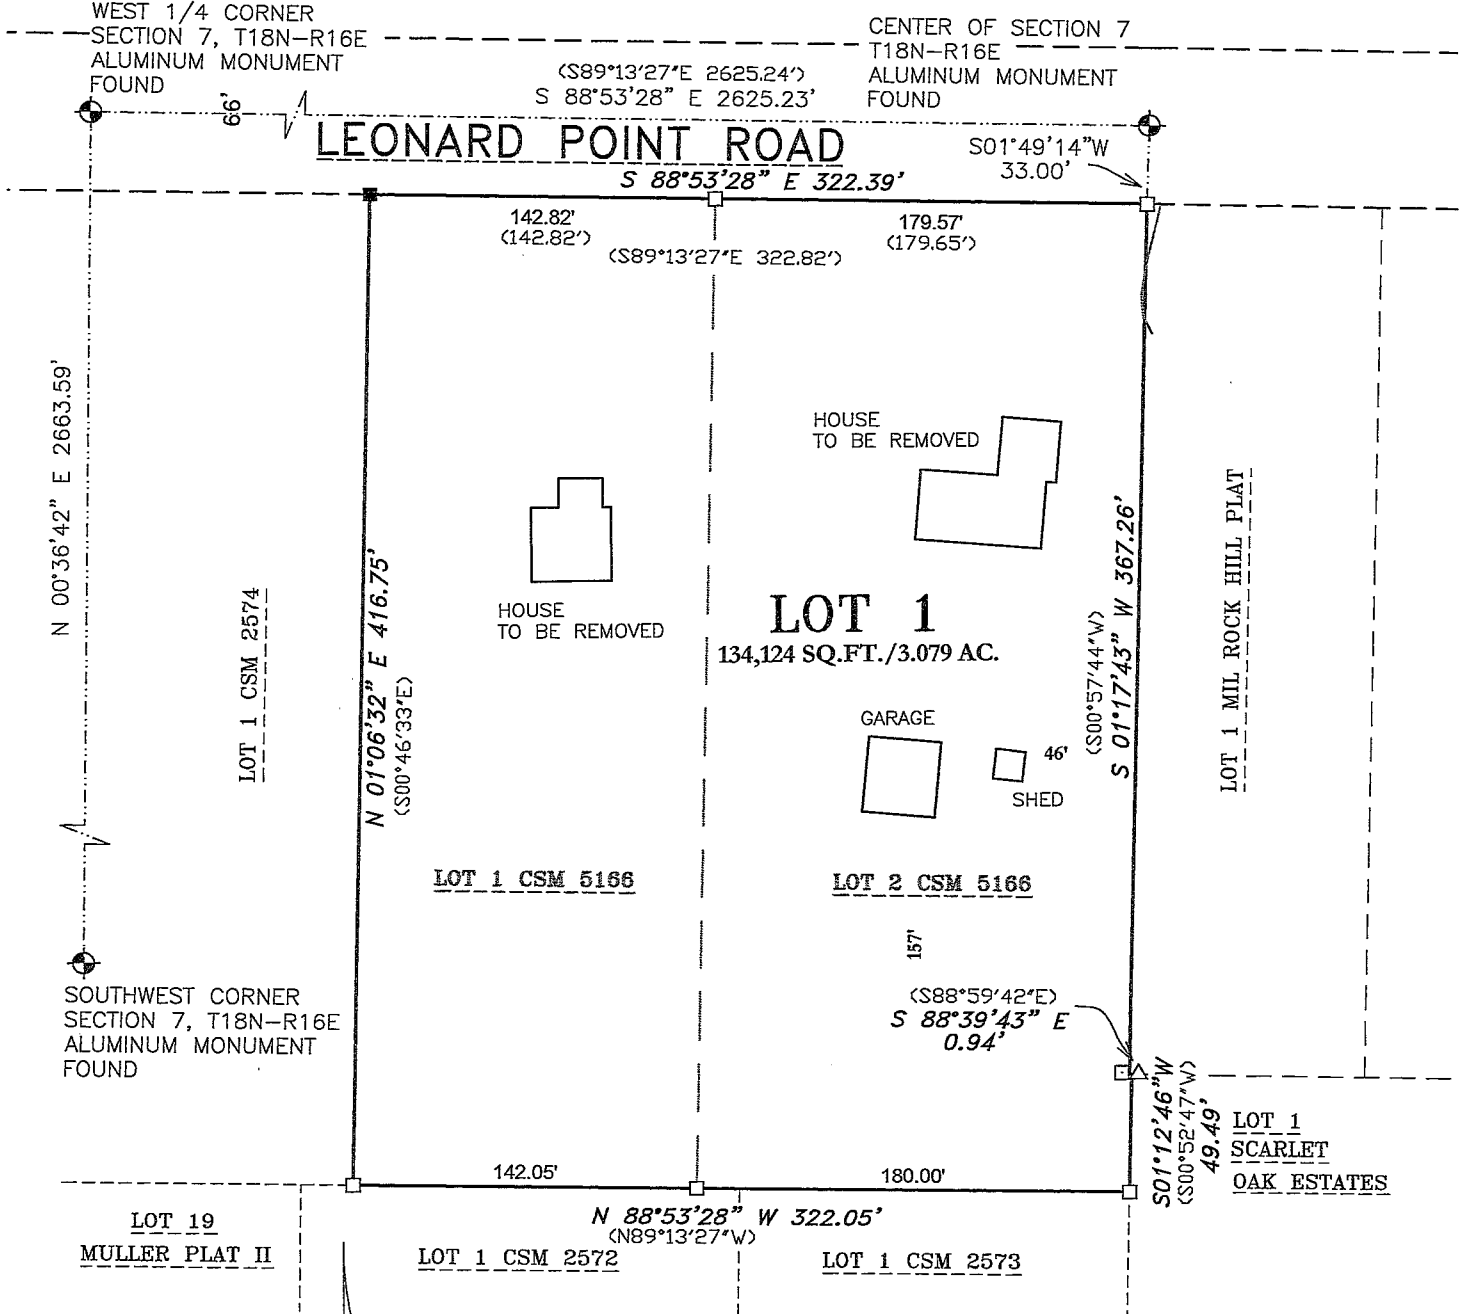 WEST 1/4 CORNER
SECTION 7, T18N–R16E
ALUMINUM MONUMENT
FOUND
CENTER OF SECTION 7
T18N–R16E
ALUMINUM MONUMENT
FOUND
66'
(S89°13'27"E 2625.24')
S 88°53'28" E 2625.23'
LEONARD POINT ROAD
S01°49'14"W
33.00'
S 88°53'28" E 322.39'
142.82'
(142.82')
179.57'
(179.65')
(S89°13'27"E 322.82')
N 00°36'42" E 2663.59'
HOUSE
TO BE REMOVED
HOUSE
TO BE REMOVED
LOT 1
134,124 SQ.FT./3.079 AC.
LOT 1 CSM 2574
N 01°06'32" E 416.75'
(S00°46'33"E)
(S00°57'44"W)
S 01°17'43" W 367.26'
LOT 1 MIL ROCK HILL PLAT
GARAGE
46'
SHED
LOT 1 CSM 5166
LOT 2 CSM 5166
157'
SOUTHWEST CORNER
SECTION 7, T18N–R16E
ALUMINUM MONUMENT
FOUND
(S88°59'42"E)
S 88°39'43" E
0.94'
S01°12'46"W
(S00°52'47"W)
49.49'
LOT 1
SCARLET
OAK ESTATES
142.05'
180.00'
N 88°53'28" W 322.05'
(N89°13'27"W)
LOT 19
MULLER PLAT II
LOT 1 CSM 2572
LOT 1 CSM 2573